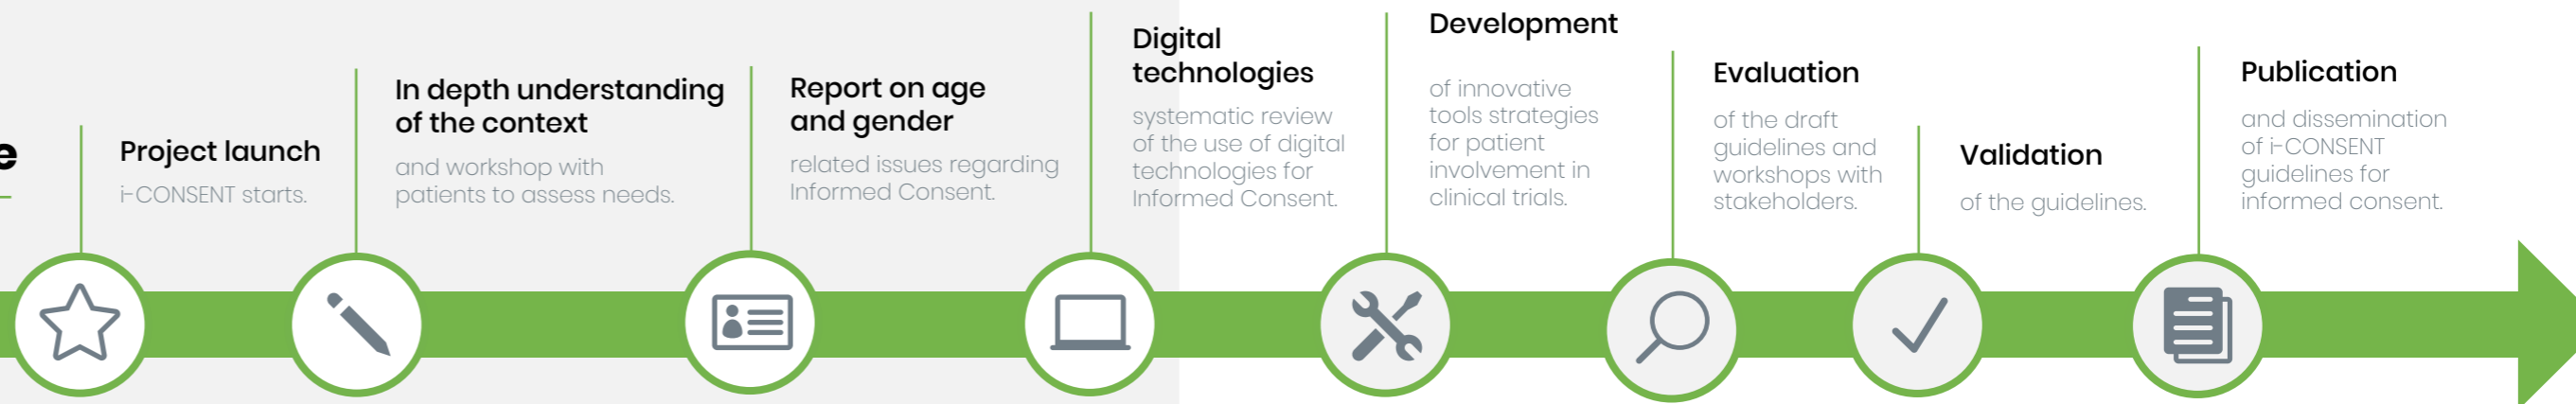 e
Project launch
i-CONSENT starts.
In depth understanding
of the context
and workshop with
patients to assess needs.
Report on age
and gender
related issues regarding
Informed Consent.
Digital
technologies
systematic review
of the use of digital
technologies for
Informed Consent.
Development
of innovative
tools strategies
for patient
involvement in
clinical trials.
Evaluation
of the draft
guidelines and
workshops with
stakeholders.
Validation
of the guidelines.
Publication
and dissemination
of i-CONSENT
guidelines for
informed consent.